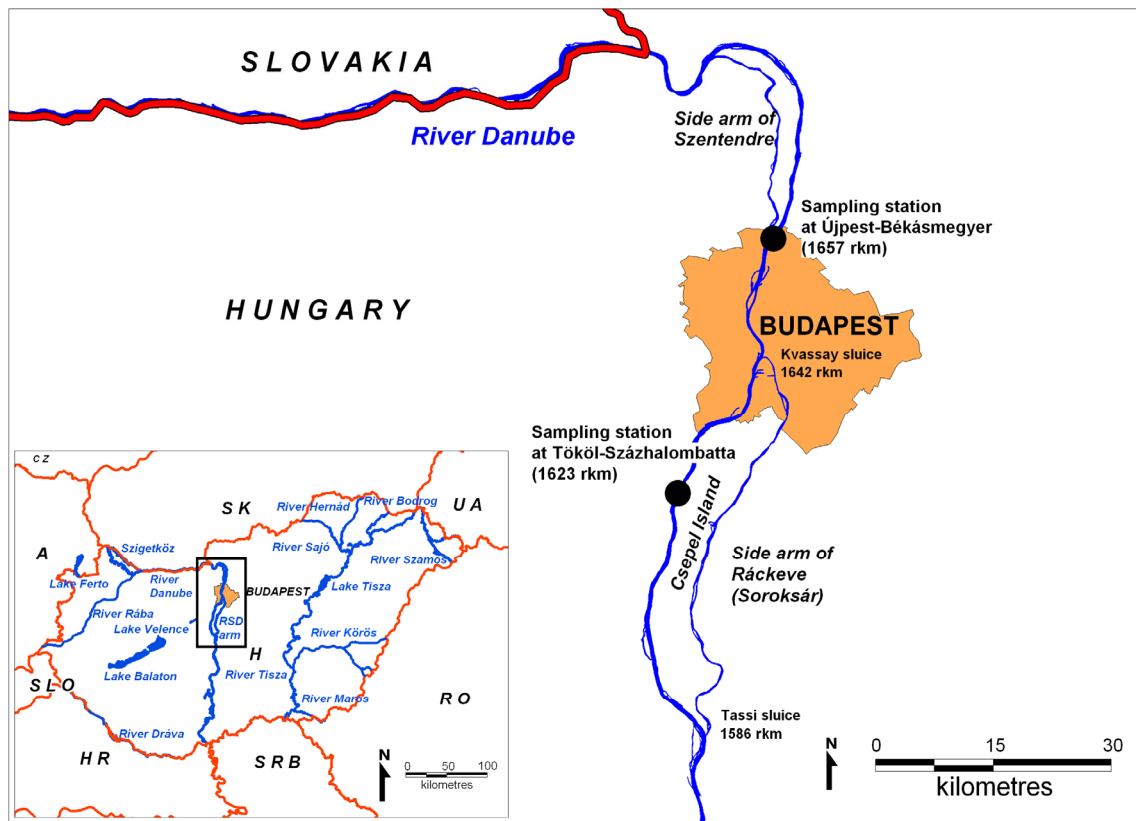 SLOVAKIA
River Danube
Side arm of
Szentendre
Sampling station
at Újpest-Békásmegyer
(1657 rkm)
HUNGARY
BUDAPEST
Kvassay sluice
1642 rkm
Sampling station
at Tököl-Százhalombatta
(1623 rkm)
Csepel Island
Side arm of
Ráckeve
(Soroksár)
Tassi sluice
1586 rkm
N
0 15 30
kilometres
CZ
SK
UA
A
River Hernád
River Bodrog
Szigetköz
River Sajó
River Szamos
Lake Ferto
River
Danube
Lake Tisza
BUDAPEST
River Rába
Lake Velence
RSD
arm
River Körös
H
Lake Balaton
River Tisza
SLO
River Maros
RO
River Dráva
HR
SRB
N
0 50 100
kilometres